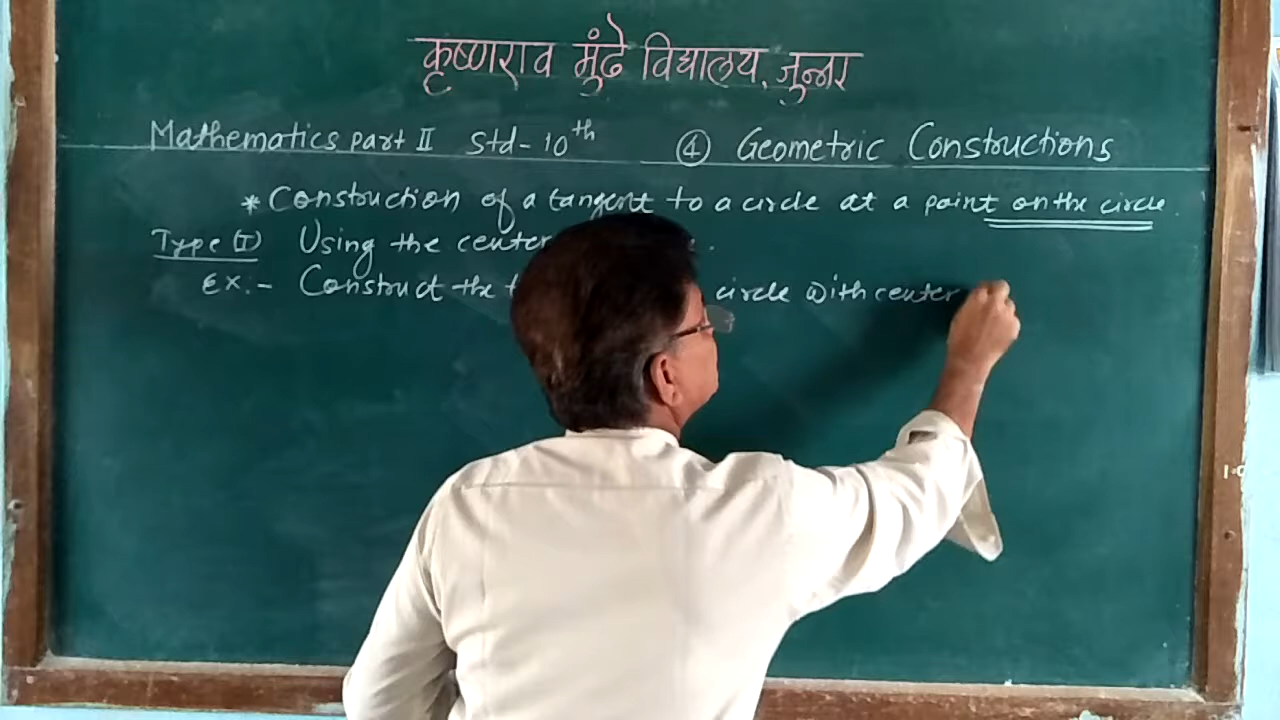 कृष्णराव मुंढे विद्यालय, जुन्नर
Mathematics part II Std-10th ④ Geometric Constructions
* Construction of a tangent to a circle at a point on the circle.
Type (I) Using the center .
Ex:- Construct the circle with center